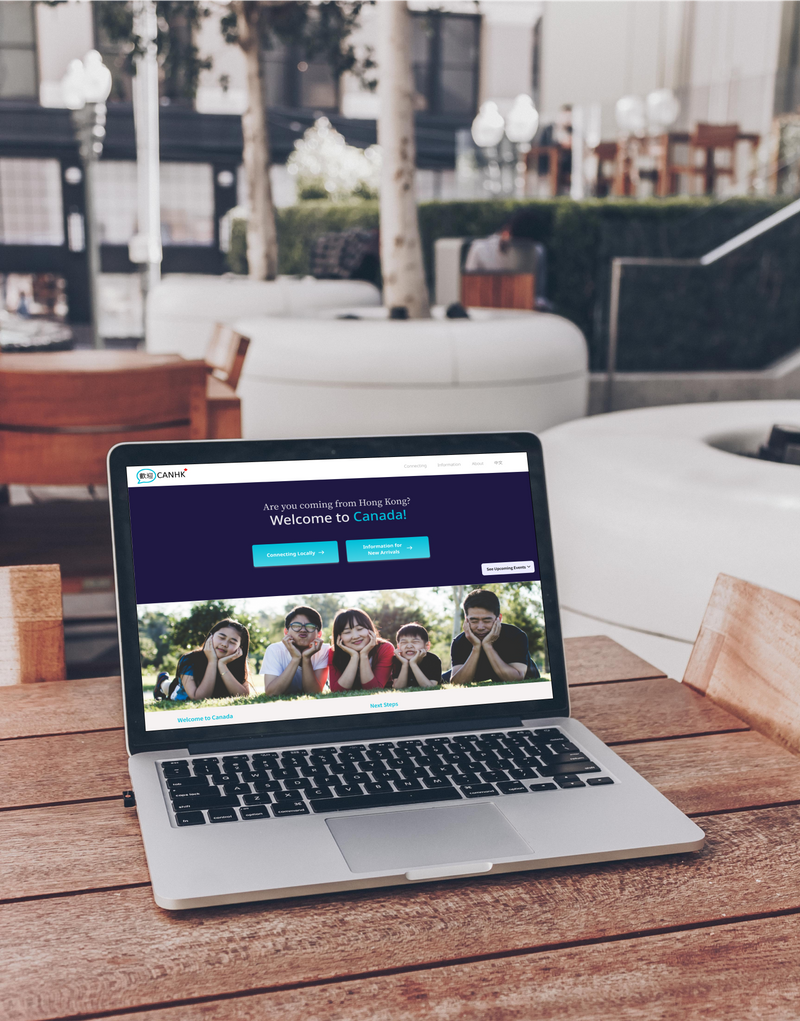 歡迎 CANHK
Connecting Information About 中文
Are you coming from Hong Kong?
Welcome to Canada!
Connecting Locally →
Information for
New Arrivals →
See Upcoming Events
Welcome to Canada
Next Steps